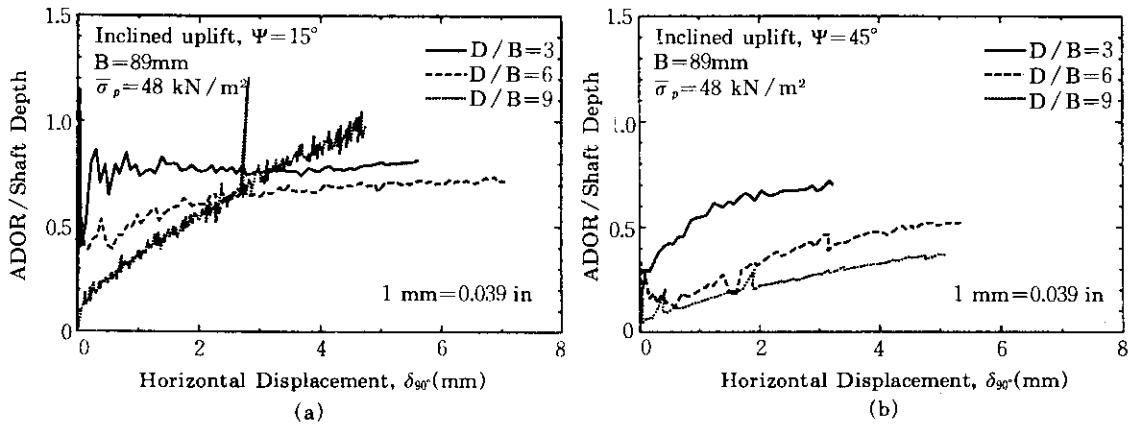 ADOR/Shaft Depth
1.5
1.0
0.5
0
Inclined uplift, Ψ=15°
B=89mm
σ̅ₚ=48 kN/m²
D/B=3
D/B=6
D/B=9
1 mm=0.039 in
0 2 4 6 8
Horizontal Displacement, δ₉₀°(mm)
(a)
ADOR/Shaft Depth
1.5
1.0
0.5
0
Inclined uplift, Ψ=45°
B=89mm
σ̅ₚ=48 kN/m²
D/B=3
D/B=6
D/B=9
1 mm=0.039 in
0 2 4 6 8
Horizontal Displacement, δ₉₀°(mm)
(b)